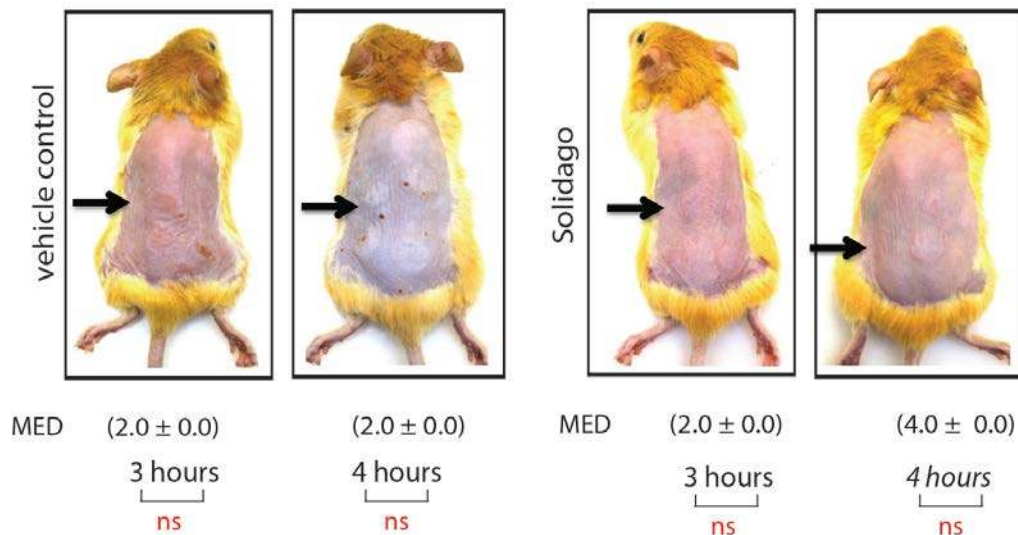 vehicle control
Solidago
MED (2.0 ± 0.0) (2.0 ± 0.0) MED (2.0 ± 0.0) (4.0 ± 0.0)
3 hours 4 hours 3 hours 4 hours
ns ns ns ns